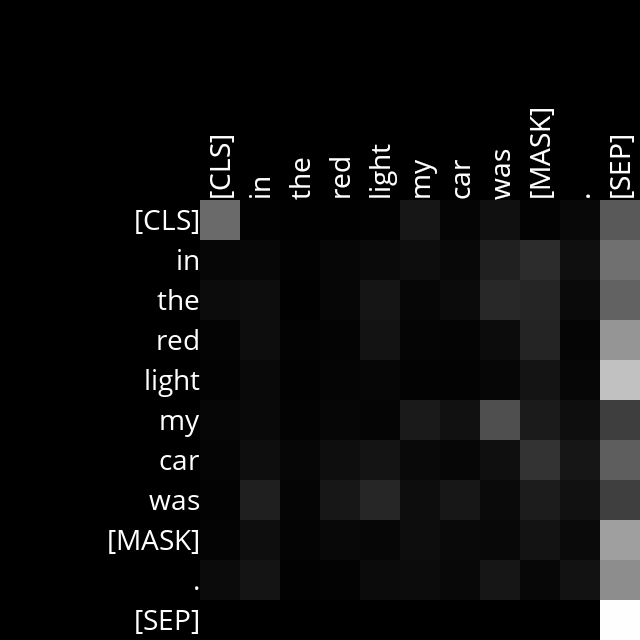 [CLS] in the red light my car was [MASK] . [SEP]
[CLS]
in
the
red
light
my
car
was
[MASK]
.
[SEP]